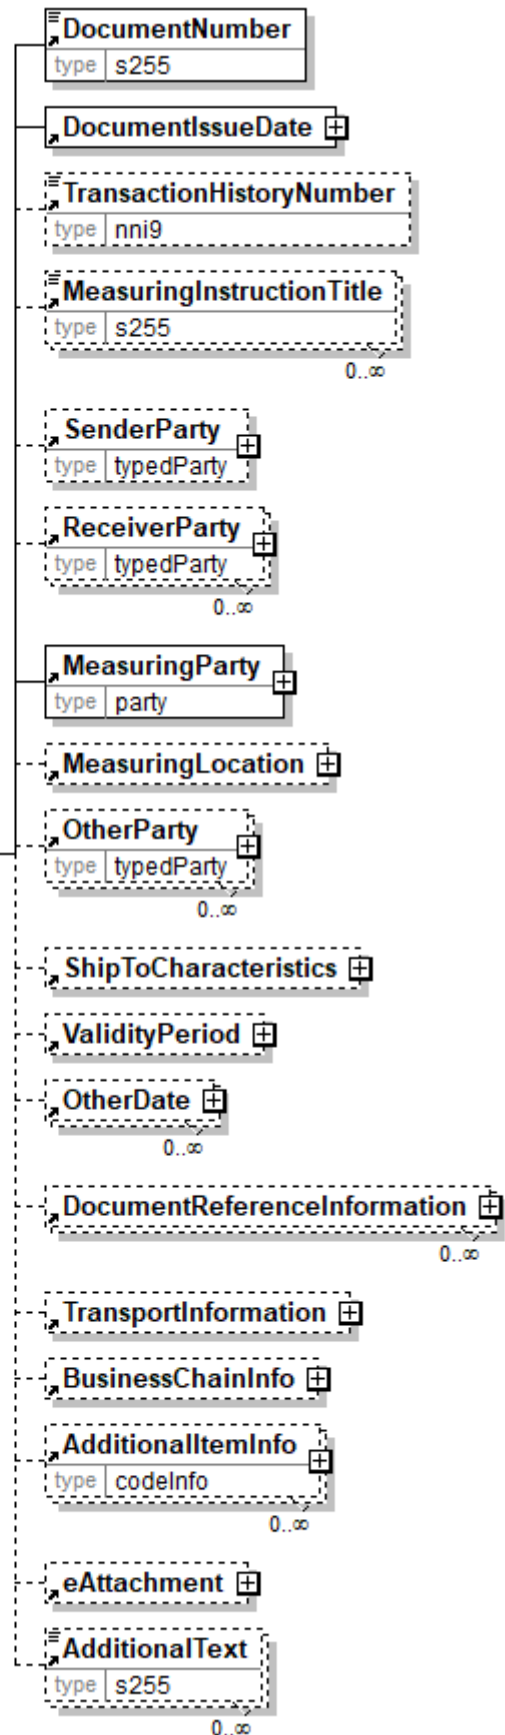 DocumentNumber
type s255
DocumentIssueDate
TransactionHistoryNumber
type nni9
MeasuringInstructionTitle
type s255
0..∞
SenderParty
type typedParty
ReceiverParty
type typedParty
0..∞
MeasuringParty
type party
MeasuringLocation
OtherParty
type typedParty
0..∞
ShipToCharacteristics
ValidityPeriod
OtherDate
0..∞
DocumentReferenceInformation
0..∞
TransportInformation
BusinessChainInfo
AdditionalItemInfo
type codeInfo
0..∞
eAttachment
AdditionalText
type s255
0..∞